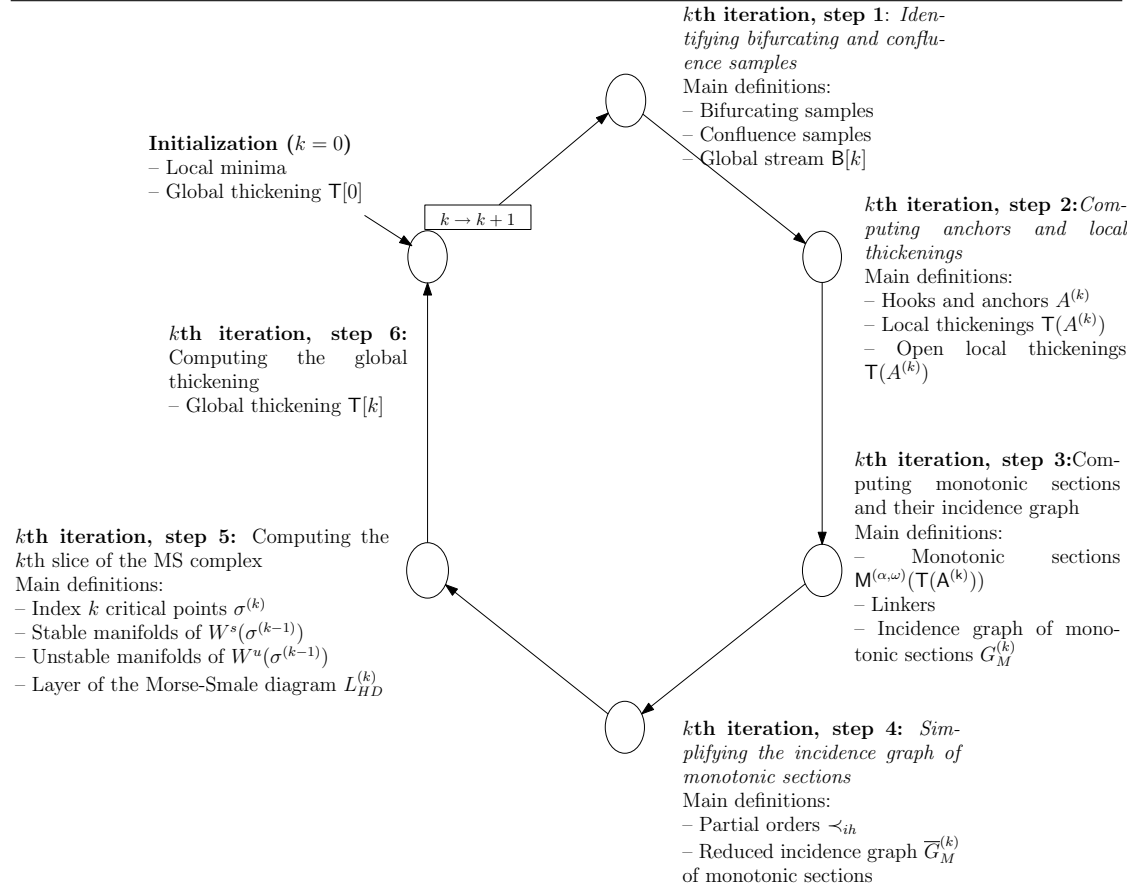 kth iteration, step 1: Iden-
tifying bifurcating and conflu-
ence samples
Main definitions:
– Bifurcating samples
– Confluence samples
– Global stream B[k]
Initialization (k = 0)
– Local minima
– Global thickening T[0]
k → k + 1
kth iteration, step 2:Com-
puting anchors and local
thickenings
Main definitions:
– Hooks and anchors A^{(k)}
– Local thickenings T(A^{(k)})
– Open local thickenings
T(A^{(k)})
kth iteration, step 6:
Computing the global
thickening
– Global thickening T[k]
kth iteration, step 3:Com-
puting monotonic sections
and their incidence graph
Main definitions:
– Monotonic sections
M^{(α,ω)}(T(A^{(k)}))
– Linkers
– Incidence graph of mono-
tonic sections G_M^{(k)}
kth iteration, step 5: Computing the
kth slice of the MS complex
Main definitions:
– Index k critical points σ^{(k)}
– Stable manifolds of W^s(σ^{(k−1)})
– Unstable manifolds of W^u(σ^{(k−1)})
– Layer of the Morse-Smale diagram L_{HD}^{(k)}
kth iteration, step 4: Sim-
plifying the incidence graph of
monotonic sections
Main definitions:
– Partial orders ≺_{ih}
– Reduced incidence graph \overline{G}_M^{(k)}
of monotonic sections